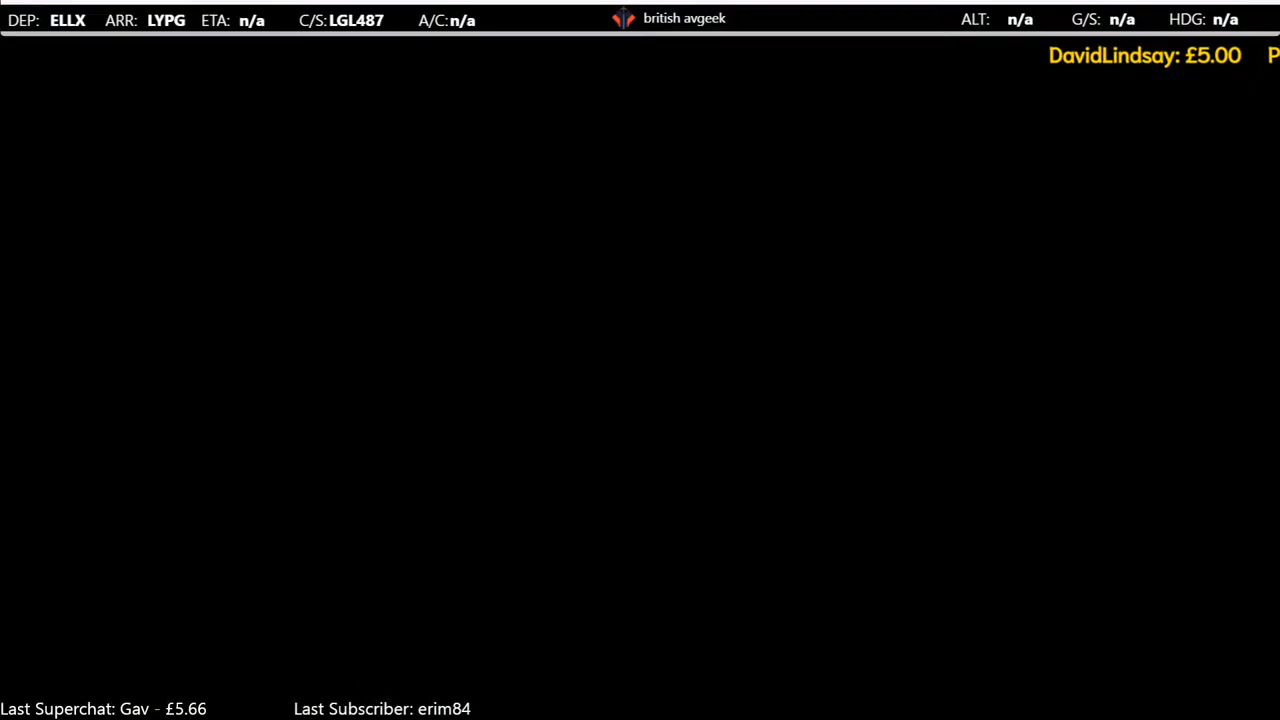 DEP: ELLX ARR: LYPG ETA: n/a C/S:LGL487 A/C:n/a british avgeek ALT: n/a G/S: n/a HDG: n/a
DavidLindsay: £5.00 P
Last Superchat: Gav - £5.66 Last Subscriber: erim84